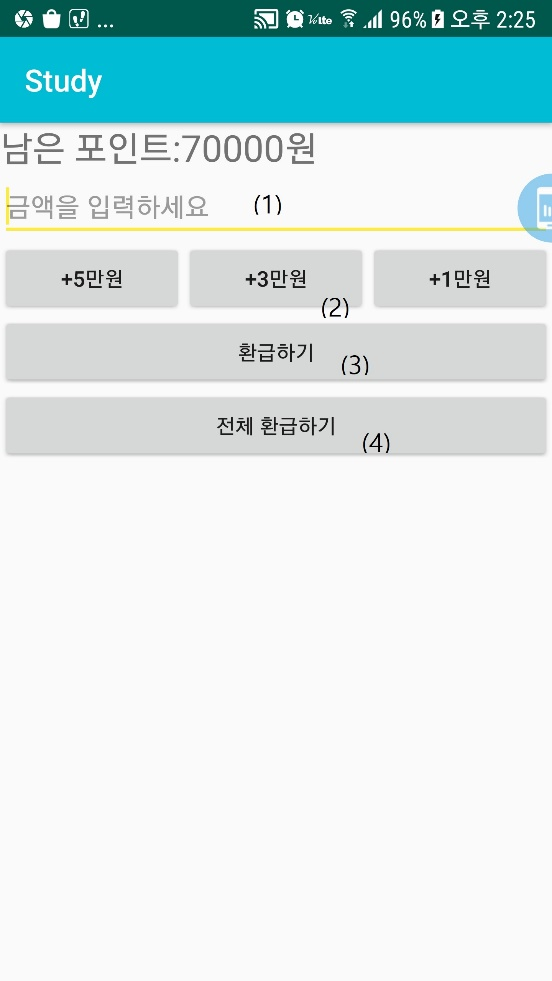 ... Vo lte 96% 오후 2:25
Study
남은 포인트:70000원
금액을 입력하세요 (1)
+5만원 +3만원 +1만원
(2)
환급하기 (3)
전체 환급하기 (4)